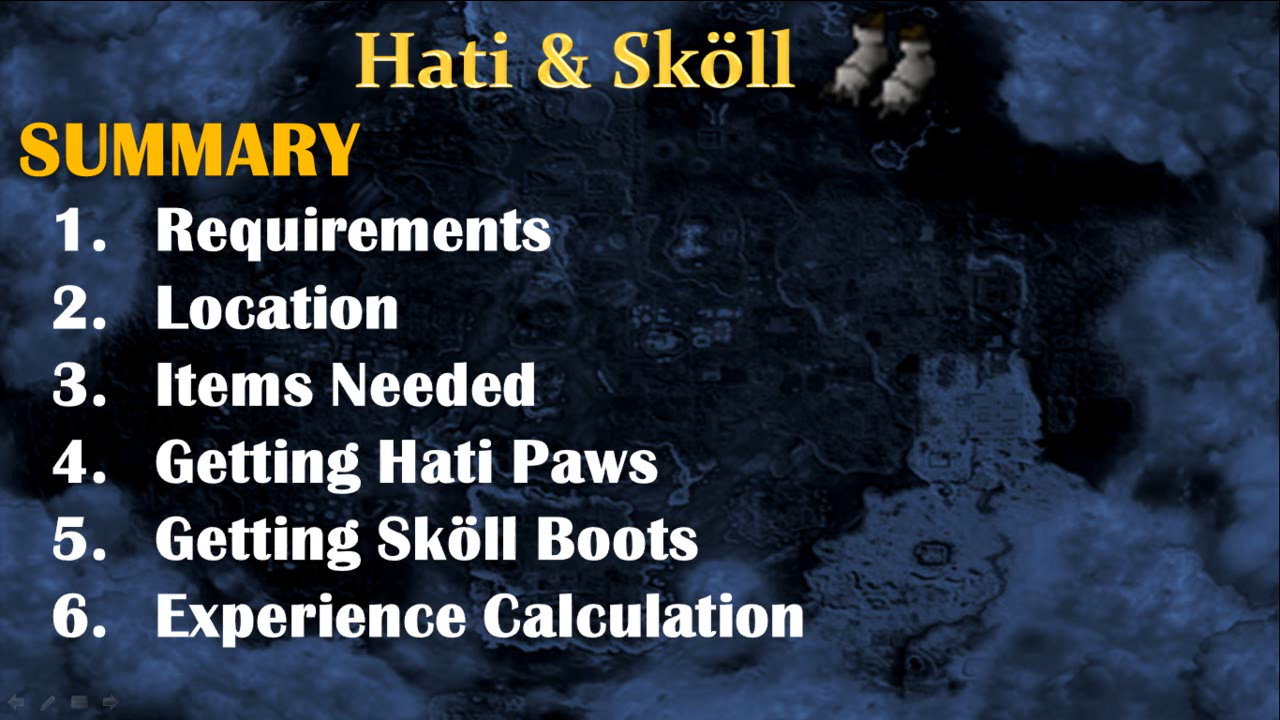 Hati & Sköll
SUMMARY
1. Requirements
2. Location
3. Items Needed
4. Getting Hati Paws
5. Getting Sköll Boots
6. Experience Calculation